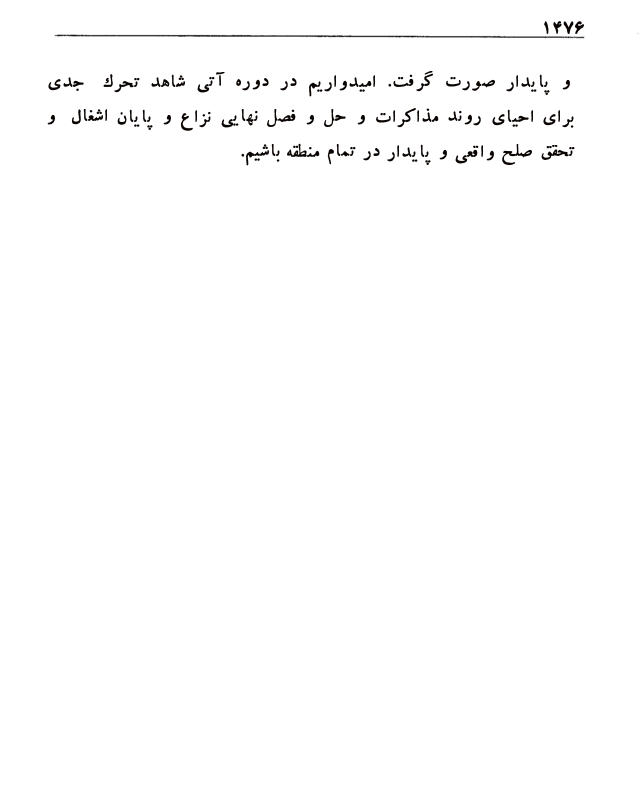 ۱۴۷۶
و پایدار صورت گرفت. امیدواریم در دوره آتی شاهد تحرك جدی
برای احیای روند مذاکرات و حل و فصل نهایی نزاع و پایان اشغال و
تحقق صلح واقعی و پایدار در تمام منطقه باشیم.